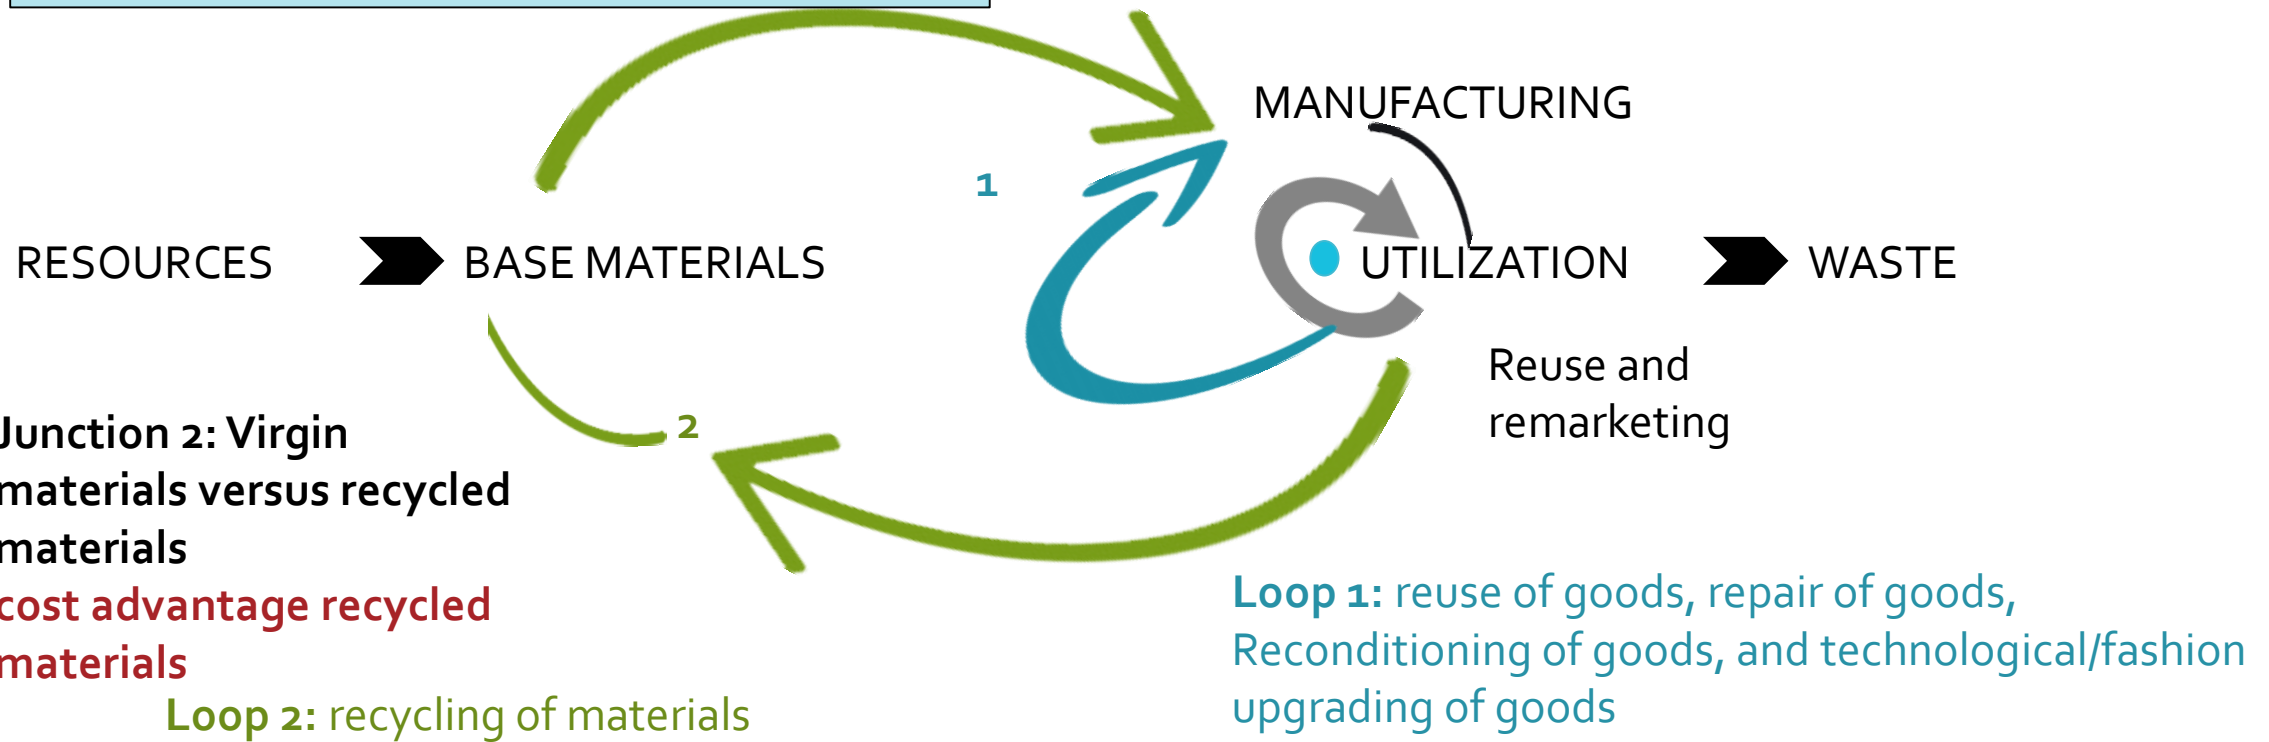 MANUFACTURING
1
RESOURCES
BASE MATERIALS
UTILIZATION
WASTE
Reuse and
remarketing
2
Junction 2: Virgin
materials versus recycled
materials
cost advantage recycled
materials
Loop 1: reuse of goods, repair of goods,
Reconditioning of goods, and technological/fashion
upgrading of goods
Loop 2: recycling of materials